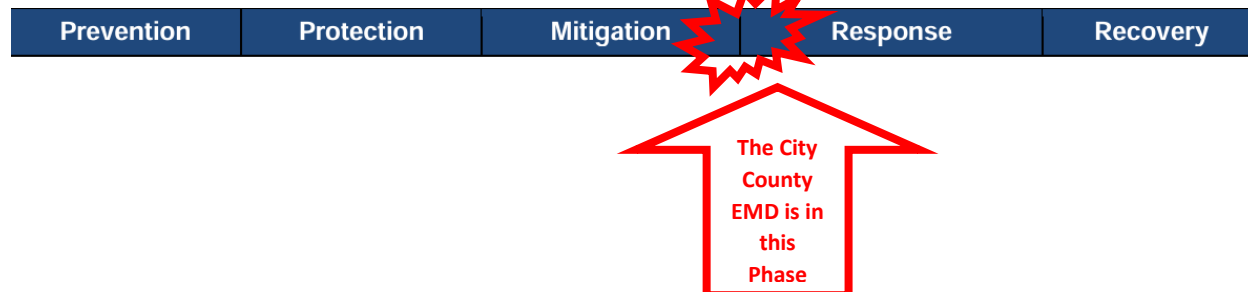 Prevention Protection Mitigation Response Recovery
The City
County
EMD is in
this
Phase